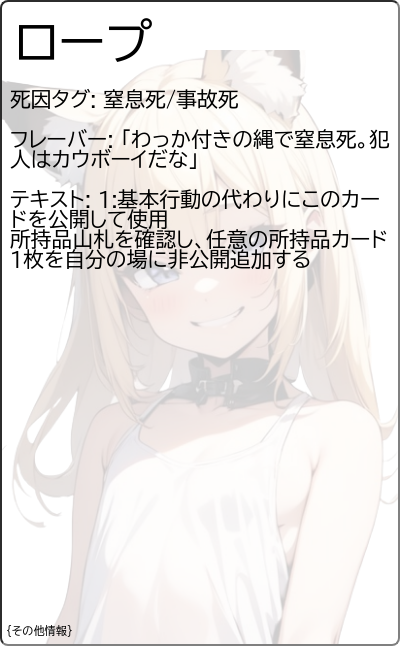 ロープ
死因タグ: 窒息死/事故死
フレーバー: 「わっか付きの縄で窒息死。犯
人はカウボーイだな」
テキスト: 1:基本行動の代わりにこのカー
ドを公開して使用
所持品山札を確認し、任意の所持品カード
1枚を自分の場に非公開追加する
{その他情報}